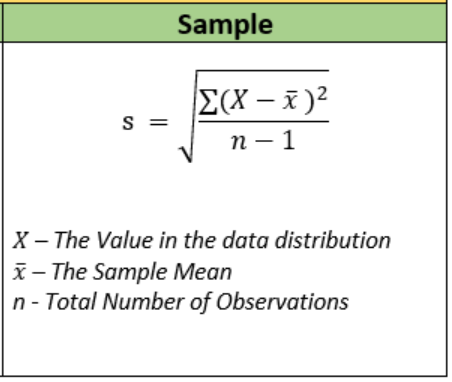 Sample
s = √(∑(X − x̄ )² / (n − 1))
X – The Value in the data distribution
x̄ – The Sample Mean
n - Total Number of Observations